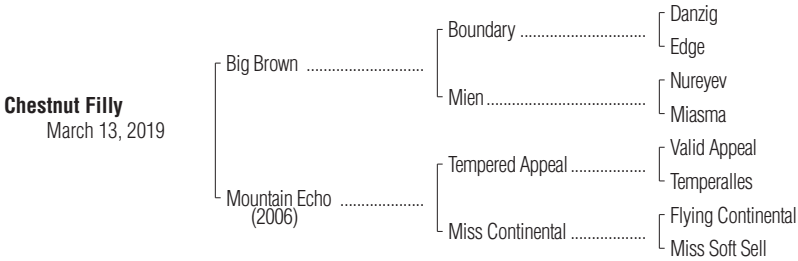 Chestnut Filly
March 13, 2019
Big Brown ...........................
Mountain Echo ...................
(2006)
Boundary .............................
Mien .....................................
Tempered Appeal .................
Miss Continental .................
Danzig
Edge
Nureyev
Miasma
Valid Appeal
Temperalles
Flying Continental
Miss Soft Sell